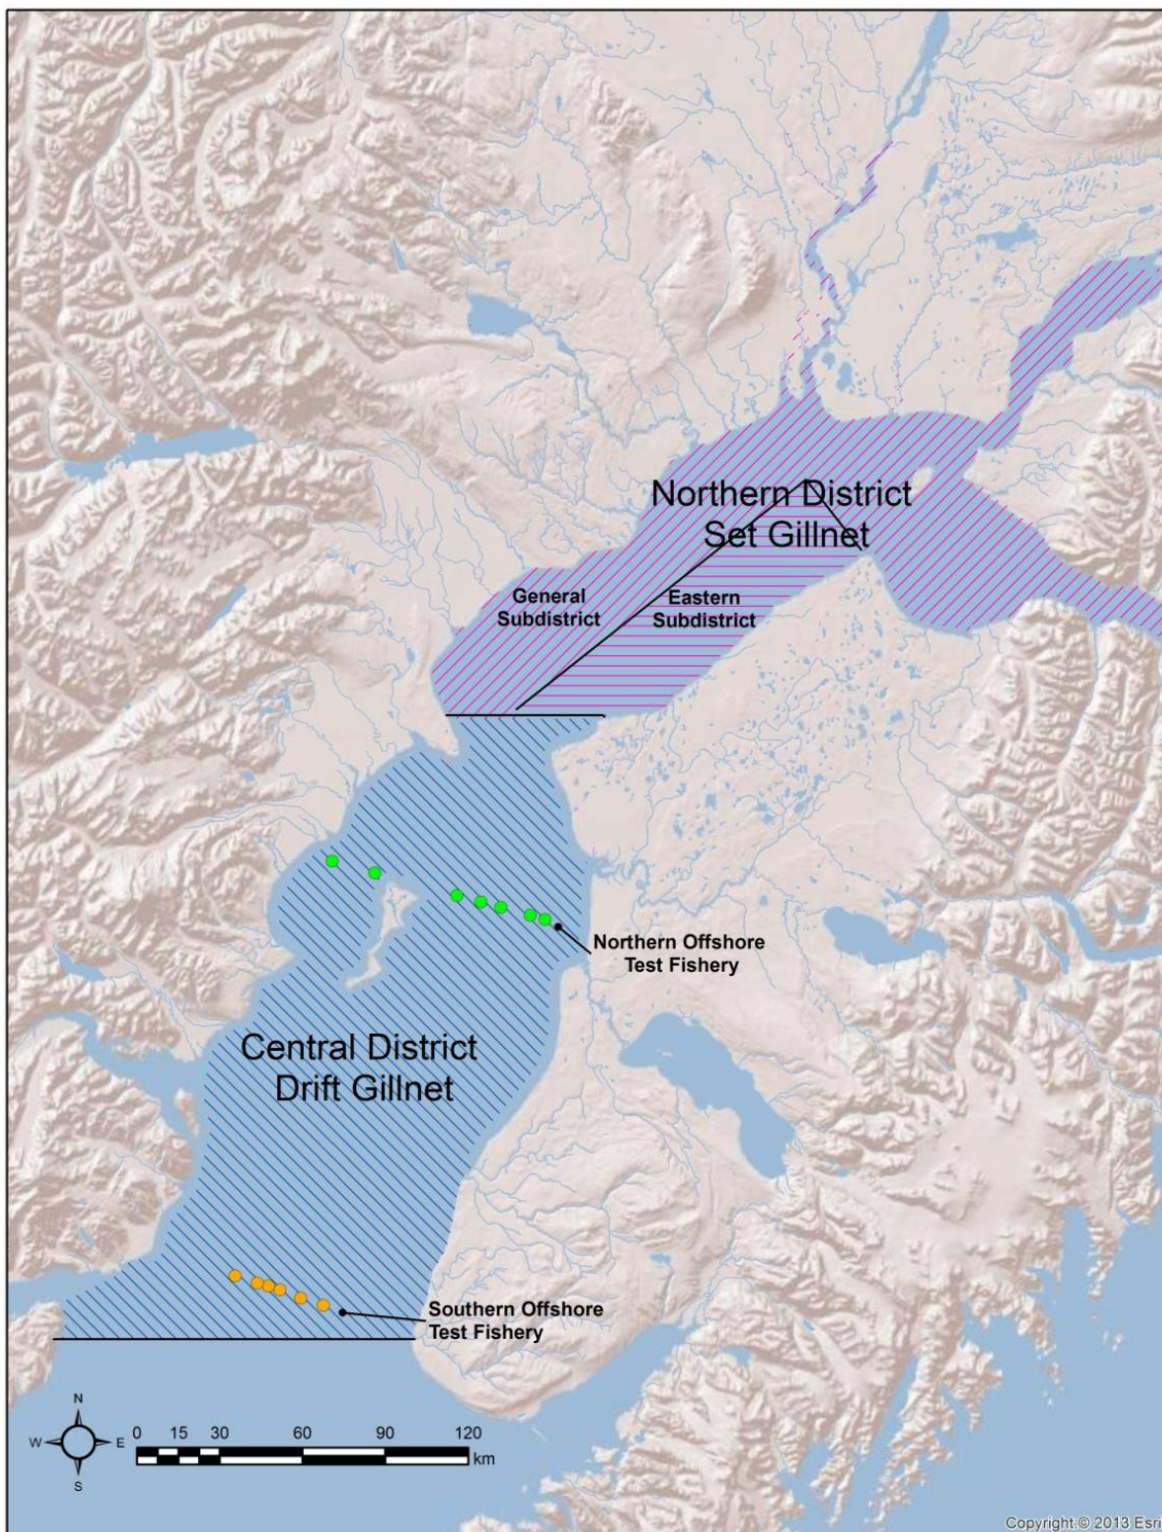 Northern District
Set Gillnet
General
Subdistrict
Eastern
Subdistrict
Northern Offshore
Test Fishery
Central District
Drift Gillnet
Southern Offshore
Test Fishery
N
W E
S
0 15 30 60 90 120
km
Copyright:© 2013 Esri